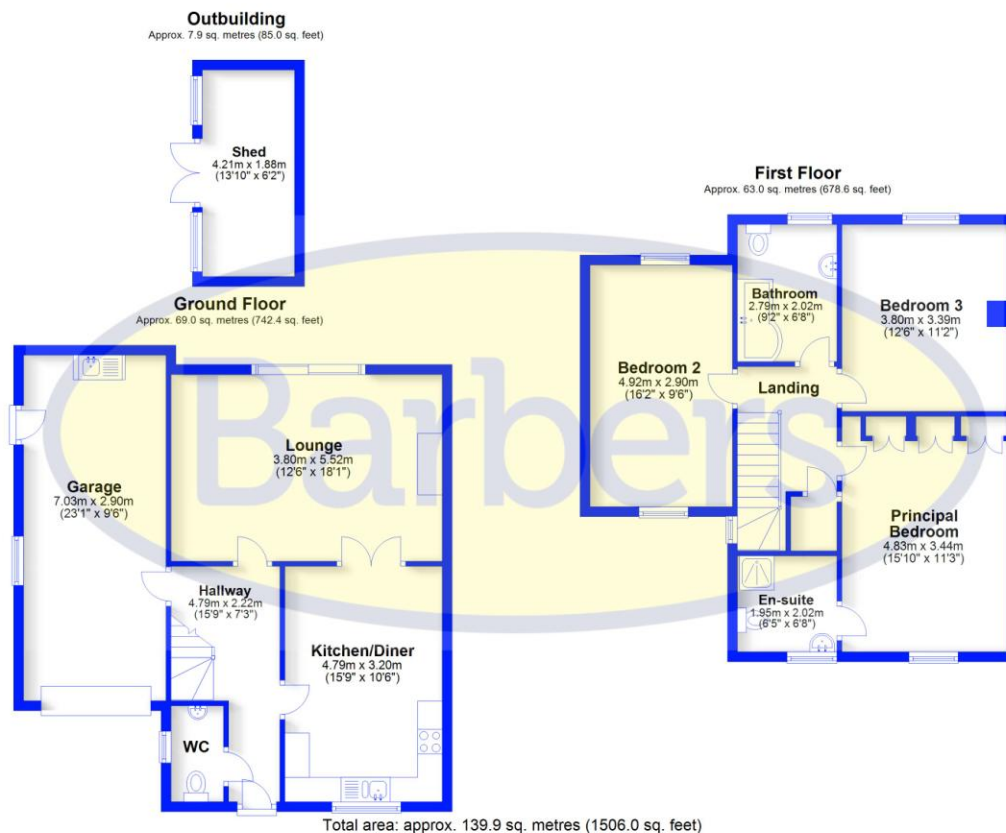 Outbuilding
Approx. 7.9 sq. metres (85.0 sq. feet)
Shed
4.21m x 1.88m
(13'10" x 6'2")
Ground Floor
Approx. 69.0 sq. metres (742.4 sq. feet)
Lounge
3.80m x 5.52m
(12'6" x 18'1")
Garage
7.03m x 2.90m
(23'1" x 9'6")
Hallway
4.79m x 2.22m
(15'9" x 7'3")
Kitchen/Diner
4.79m x 3.20m
(15'9" x 10'6")
WC
First Floor
Approx. 63.0 sq. metres (678.6 sq. feet)
Bathroom
2.79m x 2.02m
(9'2" x 6'8")
Bedroom 3
3.80m x 3.39m
(12'6" x 11'2")
Bedroom 2
4.92m x 2.90m
(16'2" x 9'6")
Landing
Principal
Bedroom
4.83m x 3.44m
(15'10" x 11'3")
En-suite
1.95m x 2.02m
(6'5" x 6'8")
Barbers
Total area: approx. 139.9 sq. metres (1506.0 sq. feet)